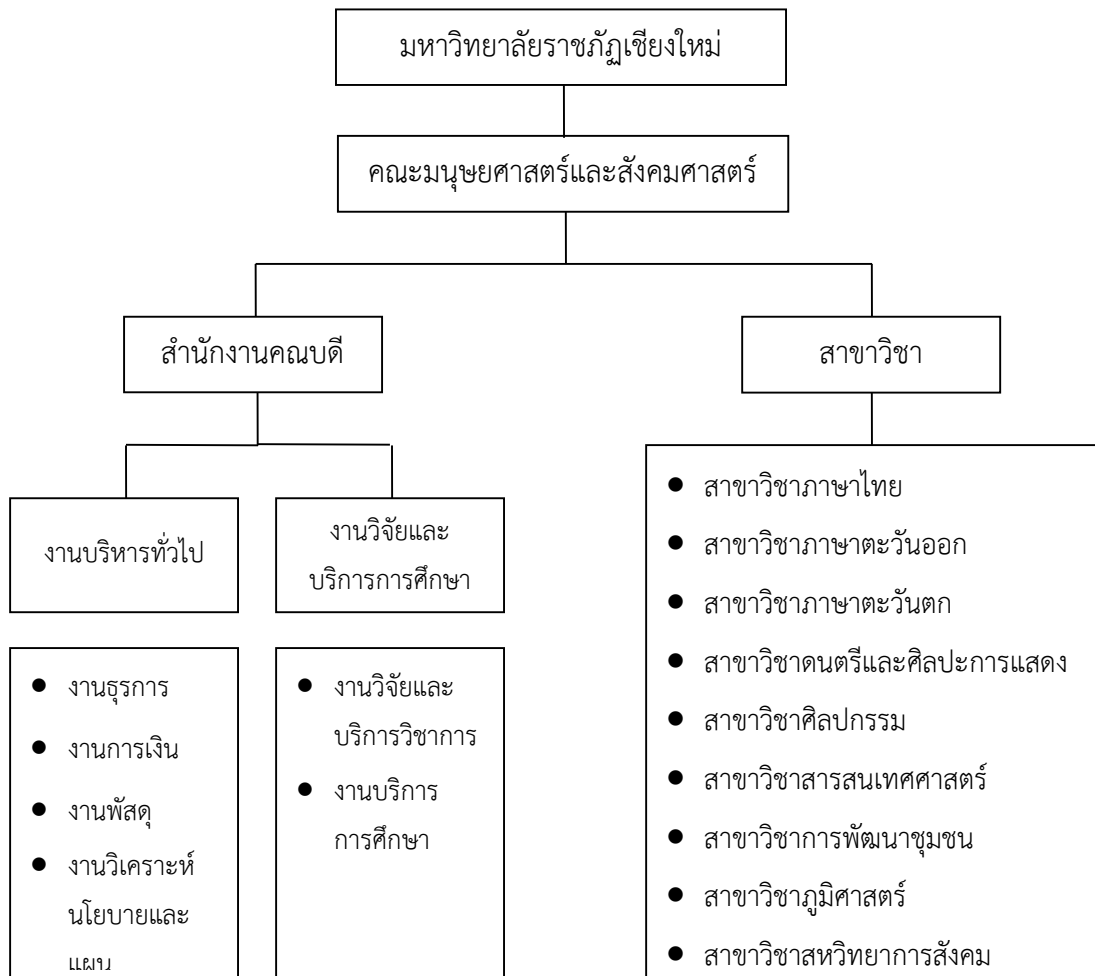 มหาวิทยาลัยราชภัฏเชียงใหม่
คณะมนุษยศาสตร์และสังคมศาสตร์
สำนักงานคณบดี
สาขาวิชา
งานบริหารทั่วไป
งานวิจัยและ
บริการการศึกษา
● งานธุรการ
● งานการเงิน
● งานพัสดุ
● งานวิเคราะห์
นโยบายและ
แผน
● งานวิจัยและ
บริการวิชาการ
● งานบริการ
การศึกษา
● สาขาวิชาภาษาไทย
● สาขาวิชาภาษาตะวันออก
● สาขาวิชาภาษาตะวันตก
● สาขาวิชาดนตรีและศิลปะการแสดง
● สาขาวิชาศิลปกรรม
● สาขาวิชาสารสนเทศศาสตร์
● สาขาวิชาการพัฒนาชุมชน
● สาขาวิชาภูมิศาสตร์
● สาขาวิชาสหวิทยาการสังคม